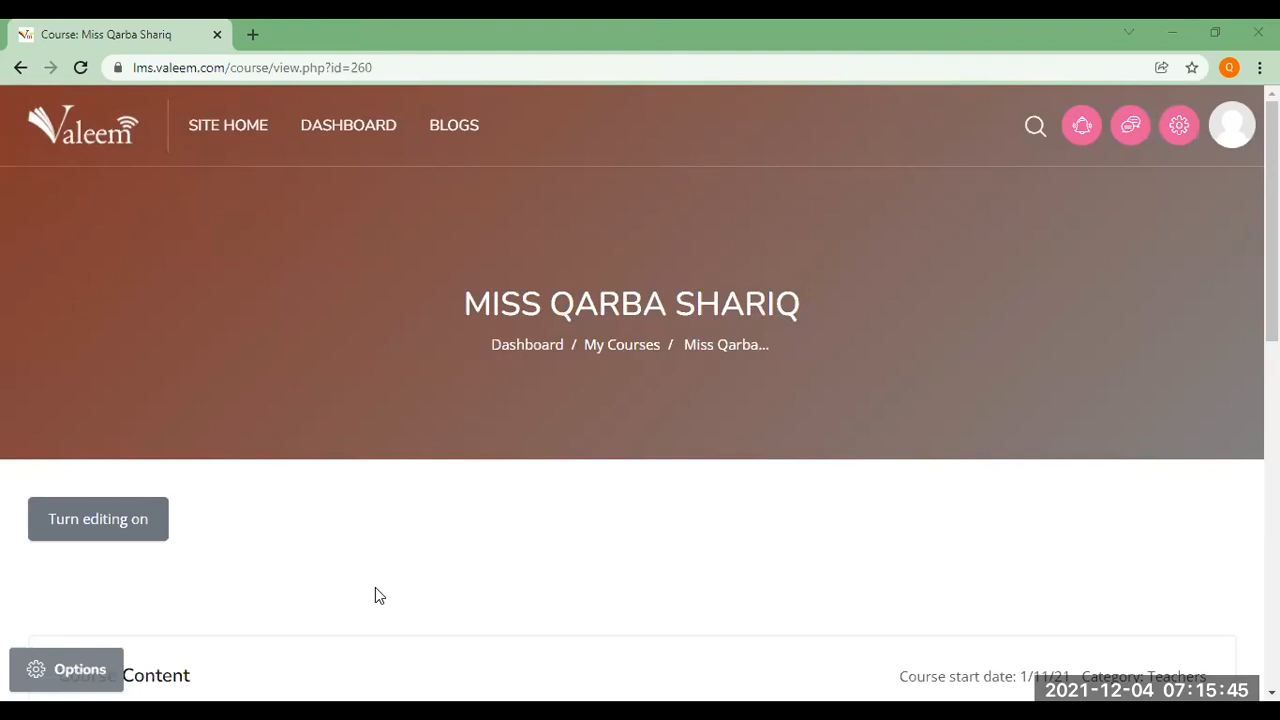 Course: Miss Qarba Shariq
lms.valeem.com/course/view.php?id=260
Q
Valeem
SITE HOME
DASHBOARD
BLOGS
MISS QARBA SHARIQ
Dashboard / My Courses / Miss Qarba...
Turn editing on
Options
Content
Course start date: 1/11/21 Category: Teachers
2021-12-04 07:15:45